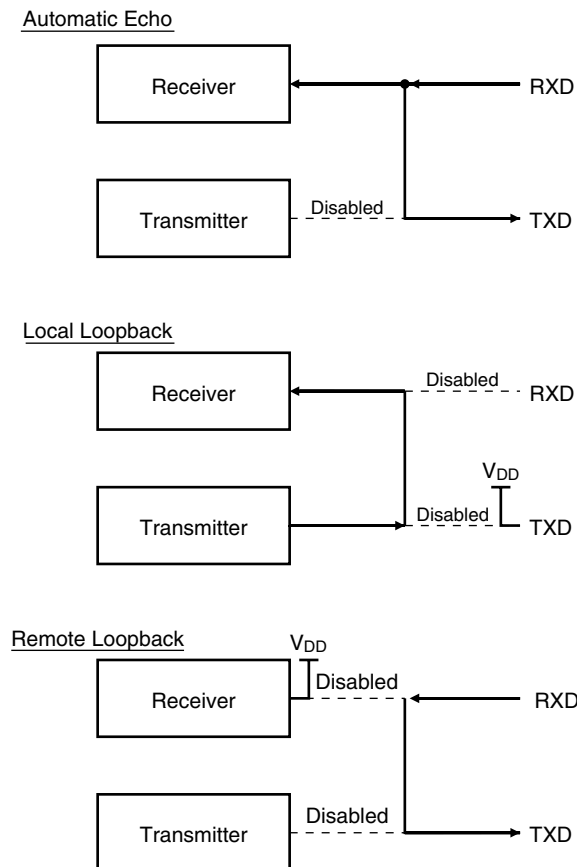 Automatic Echo
Receiver
RXD
Transmitter
Disabled
TXD
Local Loopback
Receiver
Disabled
RXD
VDD
Transmitter
Disabled
TXD
Remote Loopback
VDD
Receiver
Disabled
RXD
Transmitter
Disabled
TXD